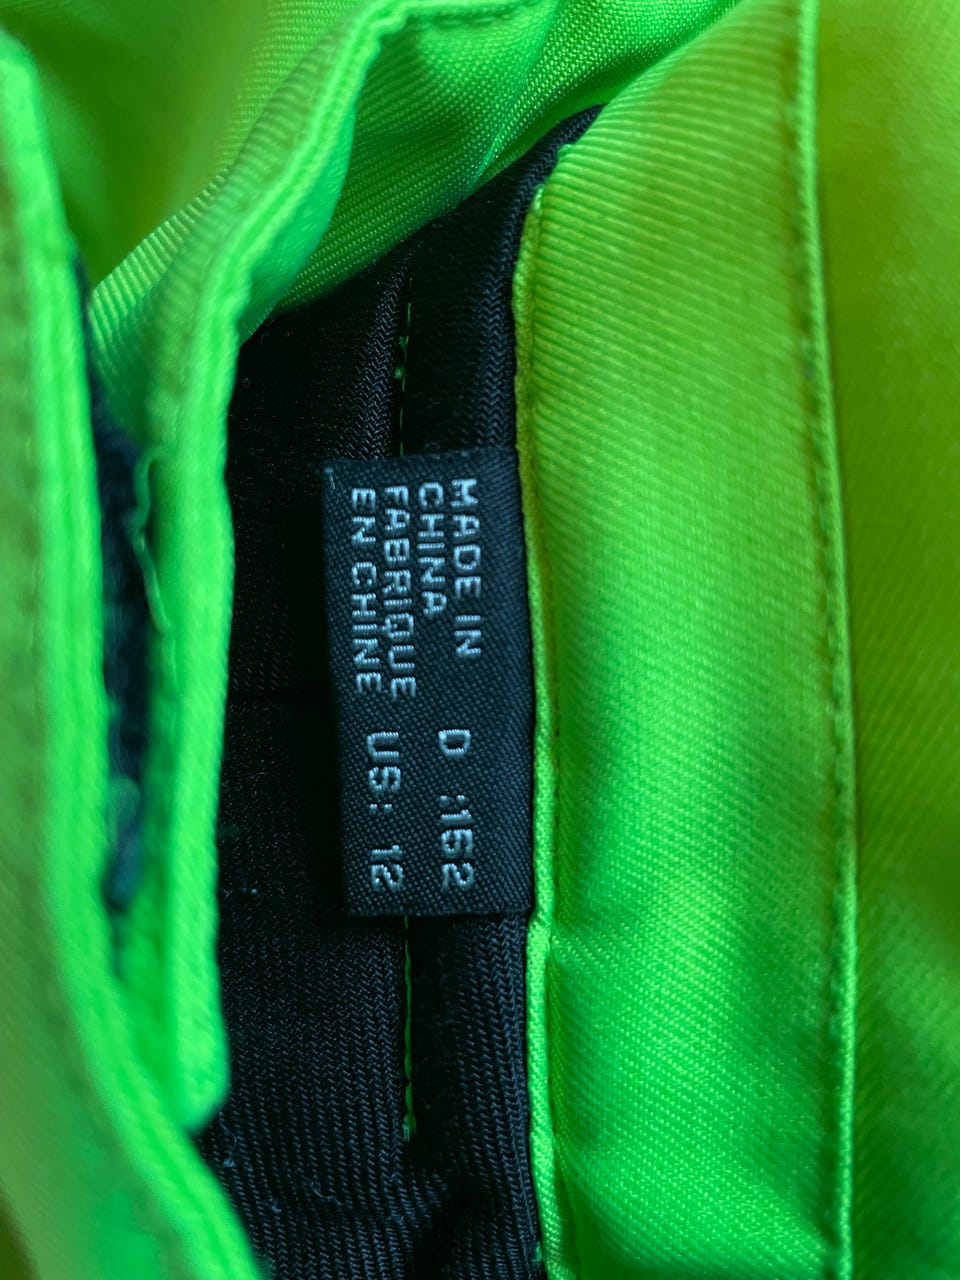 MADE IN
CHINA
FABRIQUE
EN CHINE
D :152
US: 12